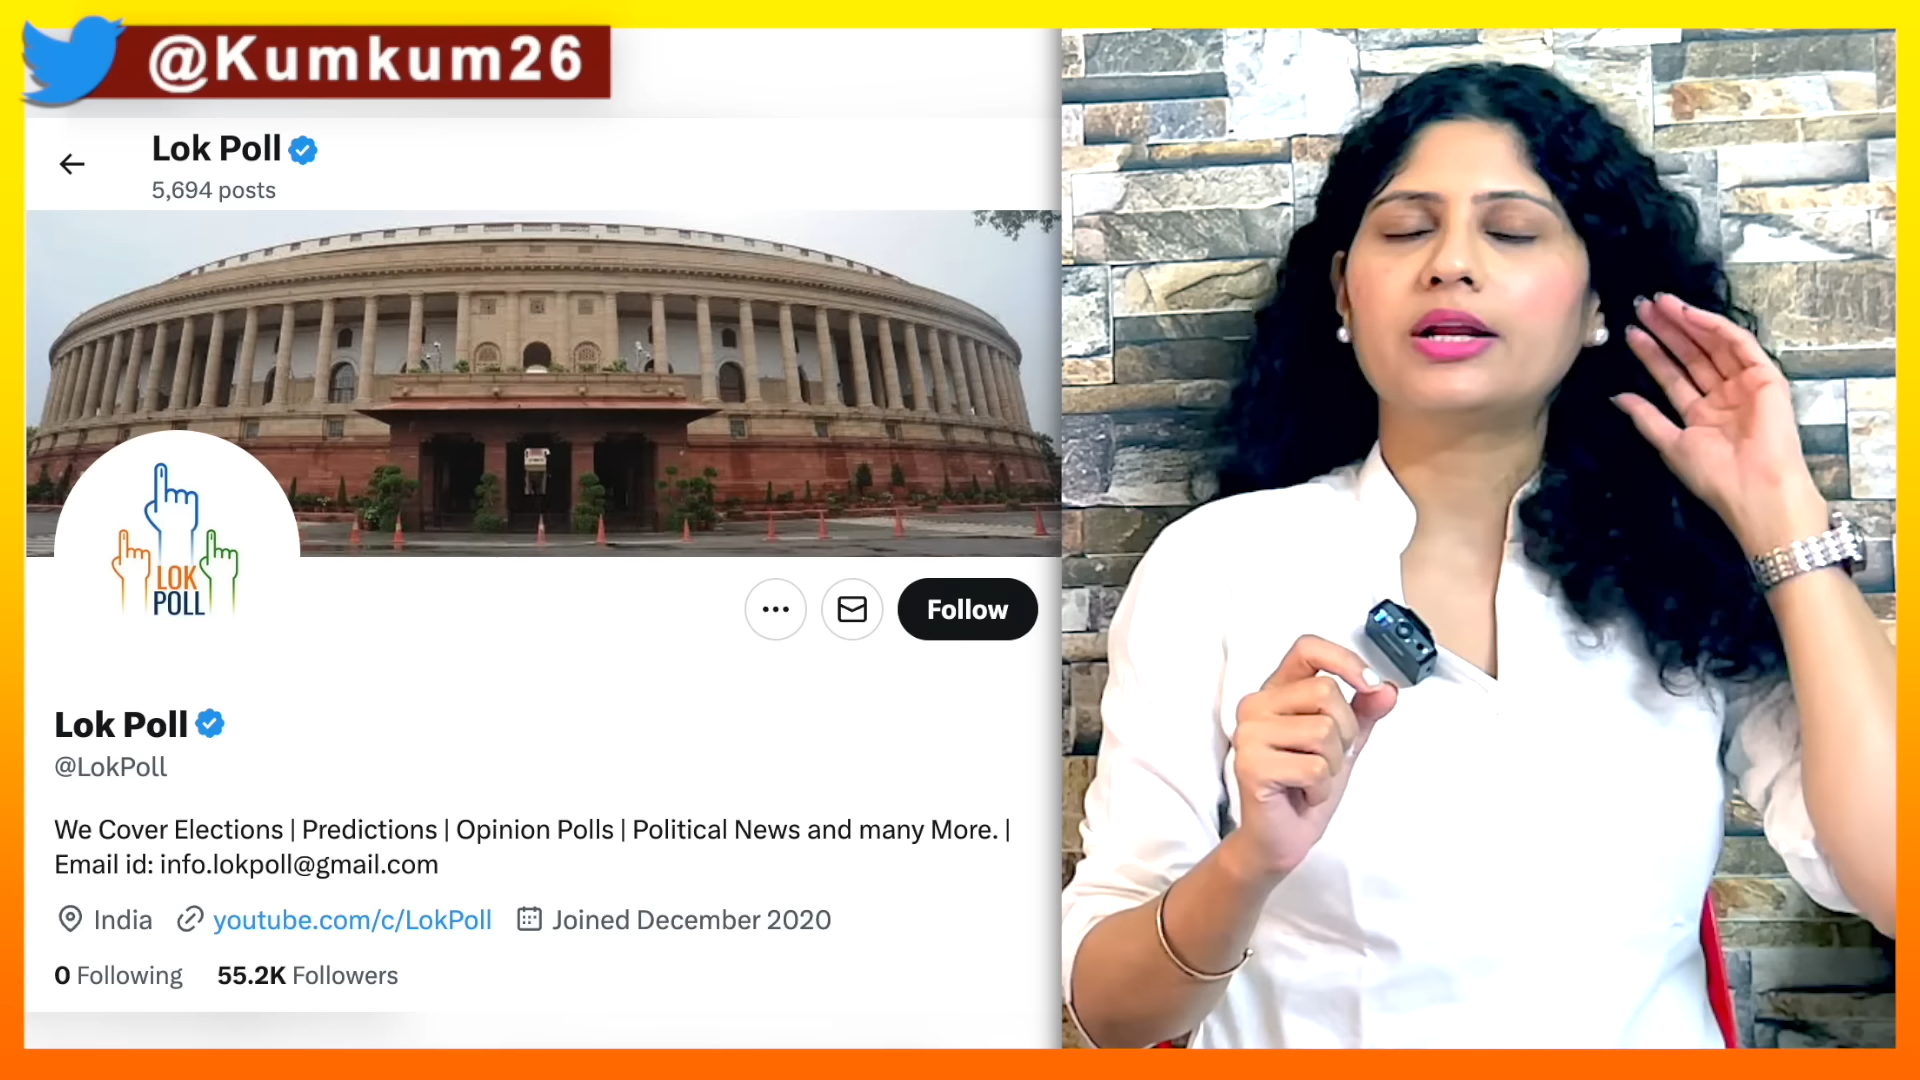 @Kumkum26
Lok Poll
5,694 posts
LOK
POLL
Follow
Lok Poll
@LokPoll
We Cover Elections | Predictions | Opinion Polls | Political News and many More. |
Email id: info.lokpoll@gmail.com
India youtube.com/c/LokPoll Joined December 2020
0 Following 55.2K Followers